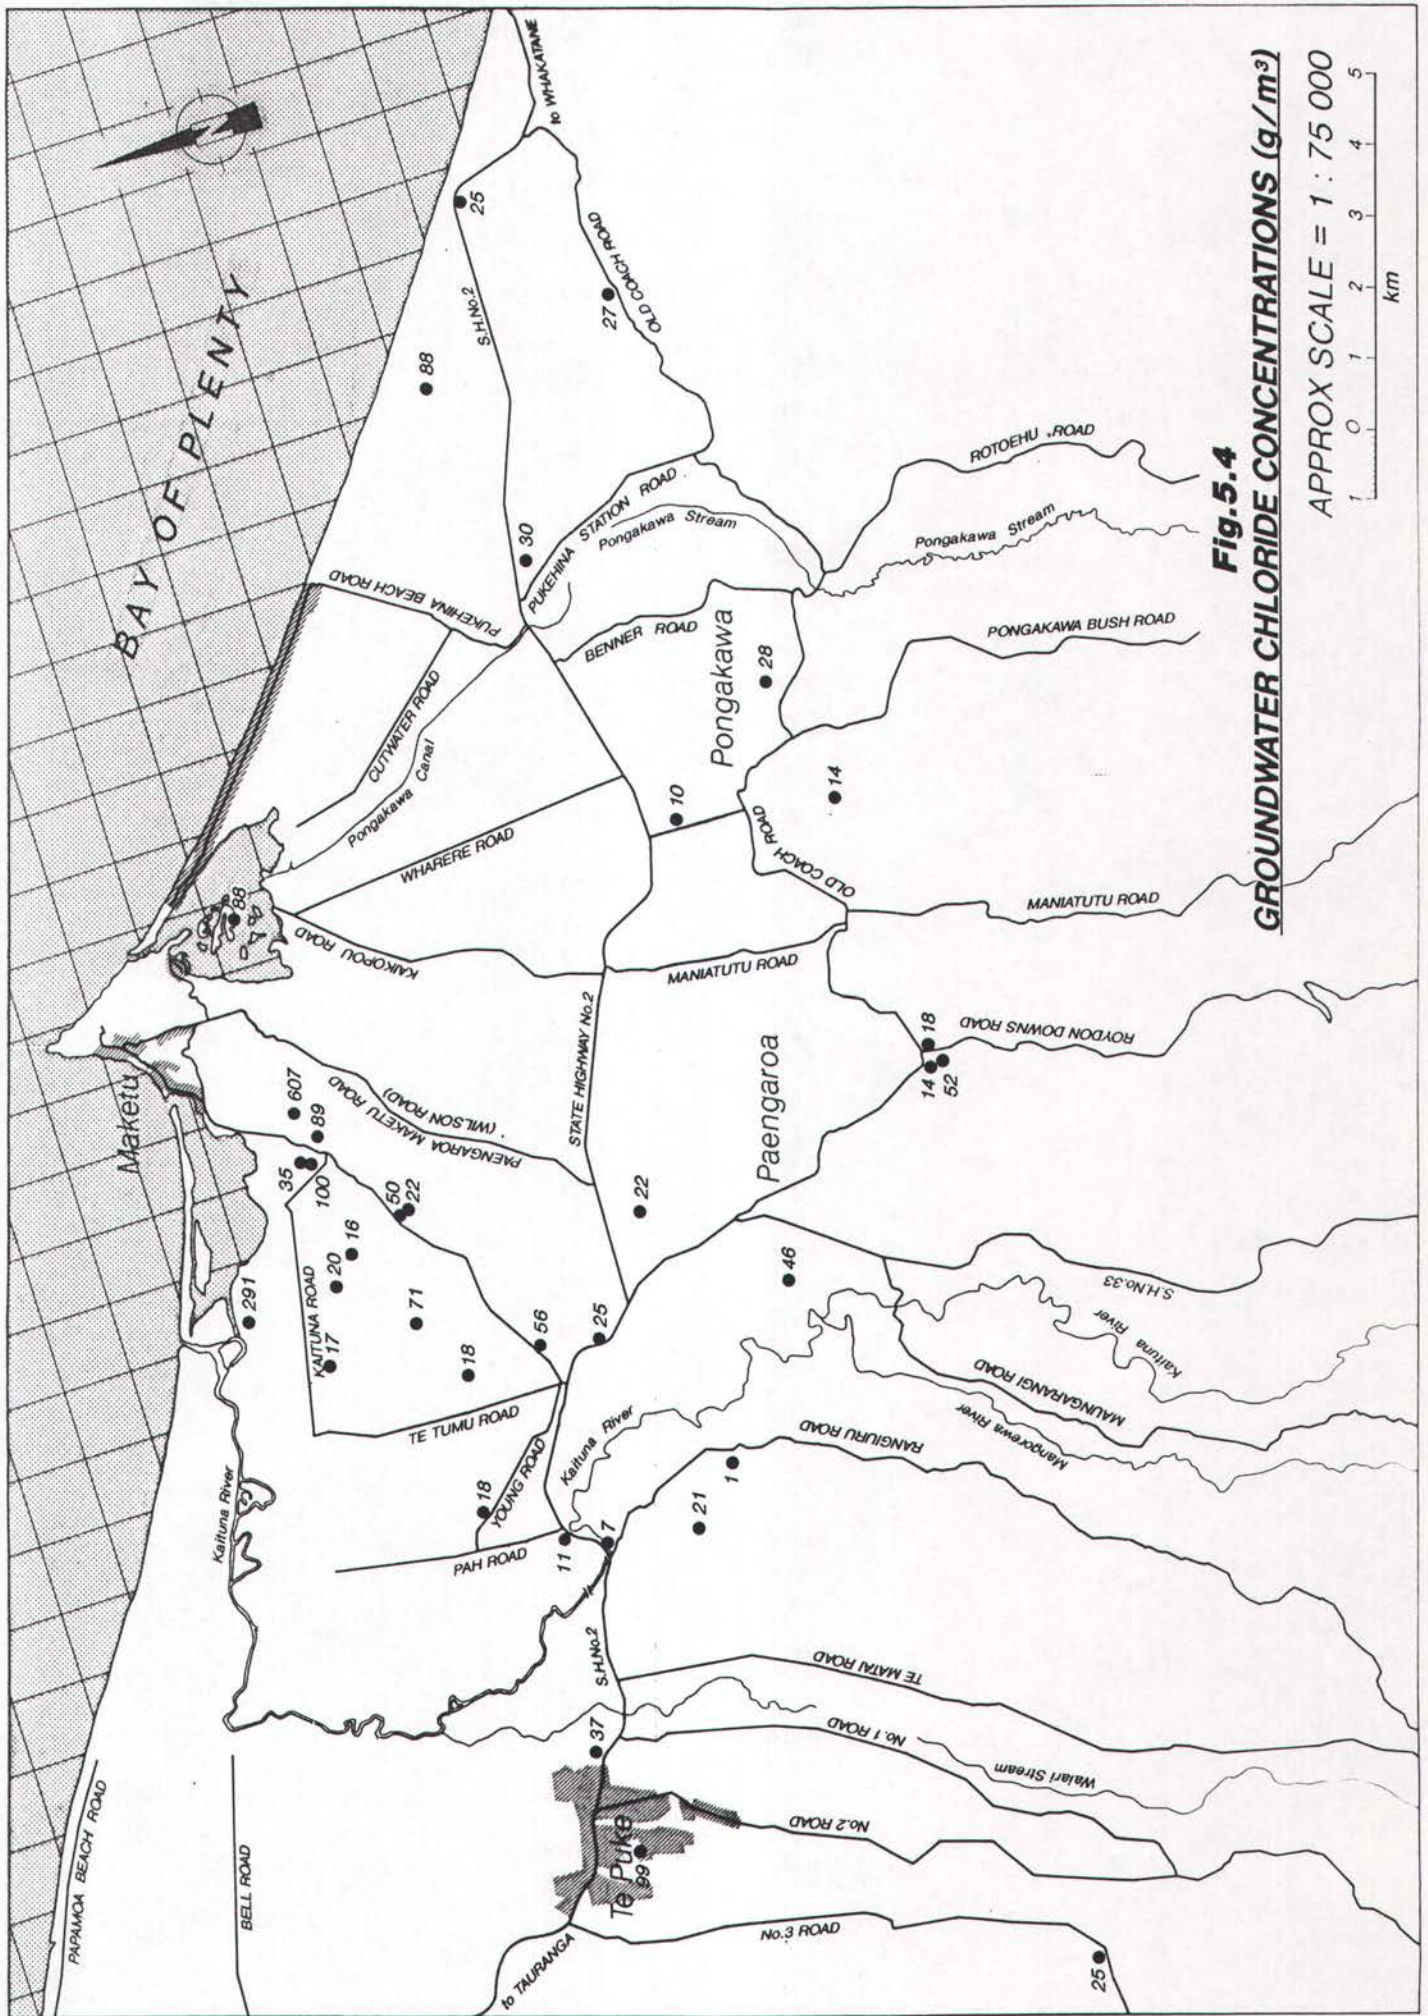 BAY OF PLENTY
N
to WHAKATANE
25
S.H.No.2
88
27
OLD COACH ROAD
30
PUKEHINA STATION ROAD
Pongakawa Stream
PUKEHINA BEACH ROAD
ROTOEHU ROAD
Pongakawa Stream
BENNER ROAD
Pongakawa
28
PONGAKAWA BUSH ROAD
CUTWATER ROAD
Pongakawa Canal
WHARERE ROAD
10
14
OLD COACH ROAD
88
KAIKOPOU ROAD
MANIATUTU ROAD
MANIATUTU ROAD
STATE HIGHWAY No.2
Maketu
607
89
PAENGAROA MAKETU ROAD
(WILSON ROAD)
Paengaroa
18
14
52
ROYDON DOWNS ROAD
35
100
50
22
22
16
20
KAITUNA ROAD
17
291
71
18
56
25
46
S.H.No.33
Kaituna River
MAUNGARANGI ROAD
Mangorewa River
TE TUMU ROAD
Kaituna River
RANGIURU ROAD
18
YOUNG ROAD
PAH ROAD
11
7
21
1
Kaituna River
S.H.No.2
TE MATAI ROAD
37
No.1 ROAD
Waiari Stream
Te Puke
99
No.2 ROAD
PAPAMOA BEACH ROAD
BELL ROAD
to TAURANGA
No.3 ROAD
25
Fig.5.4
GROUNDWATER CHLORIDE CONCENTRATIONS (g/m³)
APPROX SCALE = 1 : 75 000
1 0 1 2 3 4 5
km